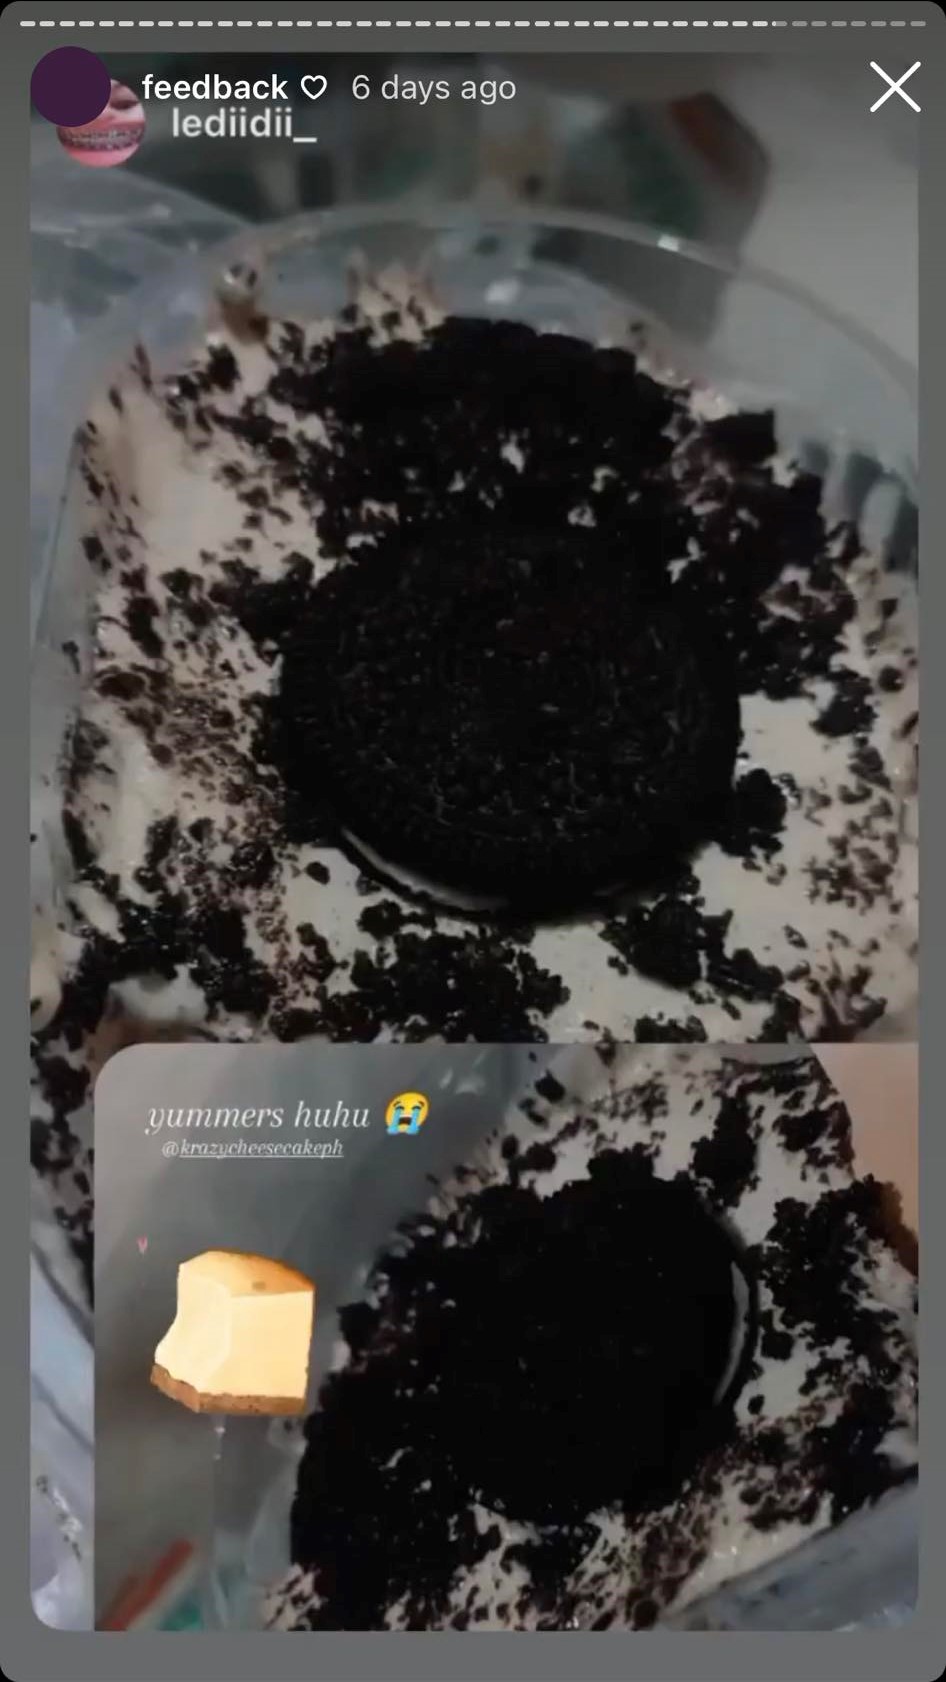 feedback ♡ 6 days ago
lediidii_
yummers huhu 😭
@krazycheesecakeph